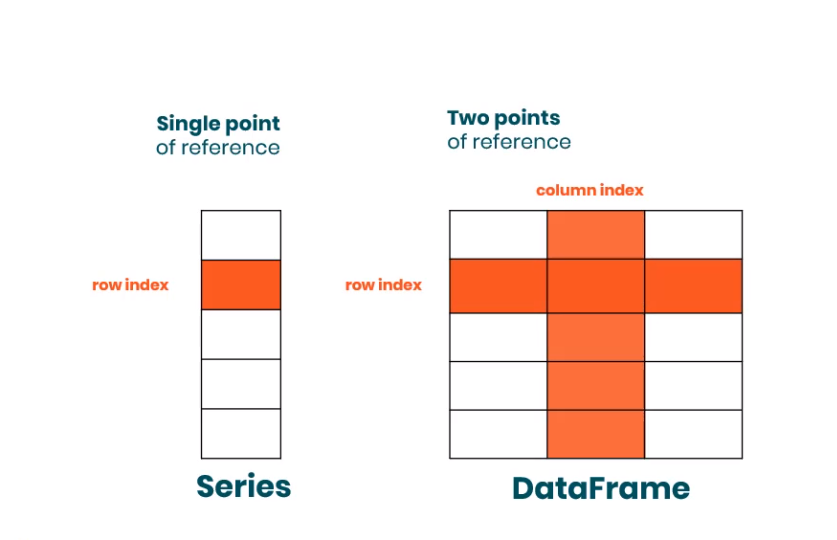 Single point
of reference
Two points
of reference
column index
row index
row index
Series
DataFrame